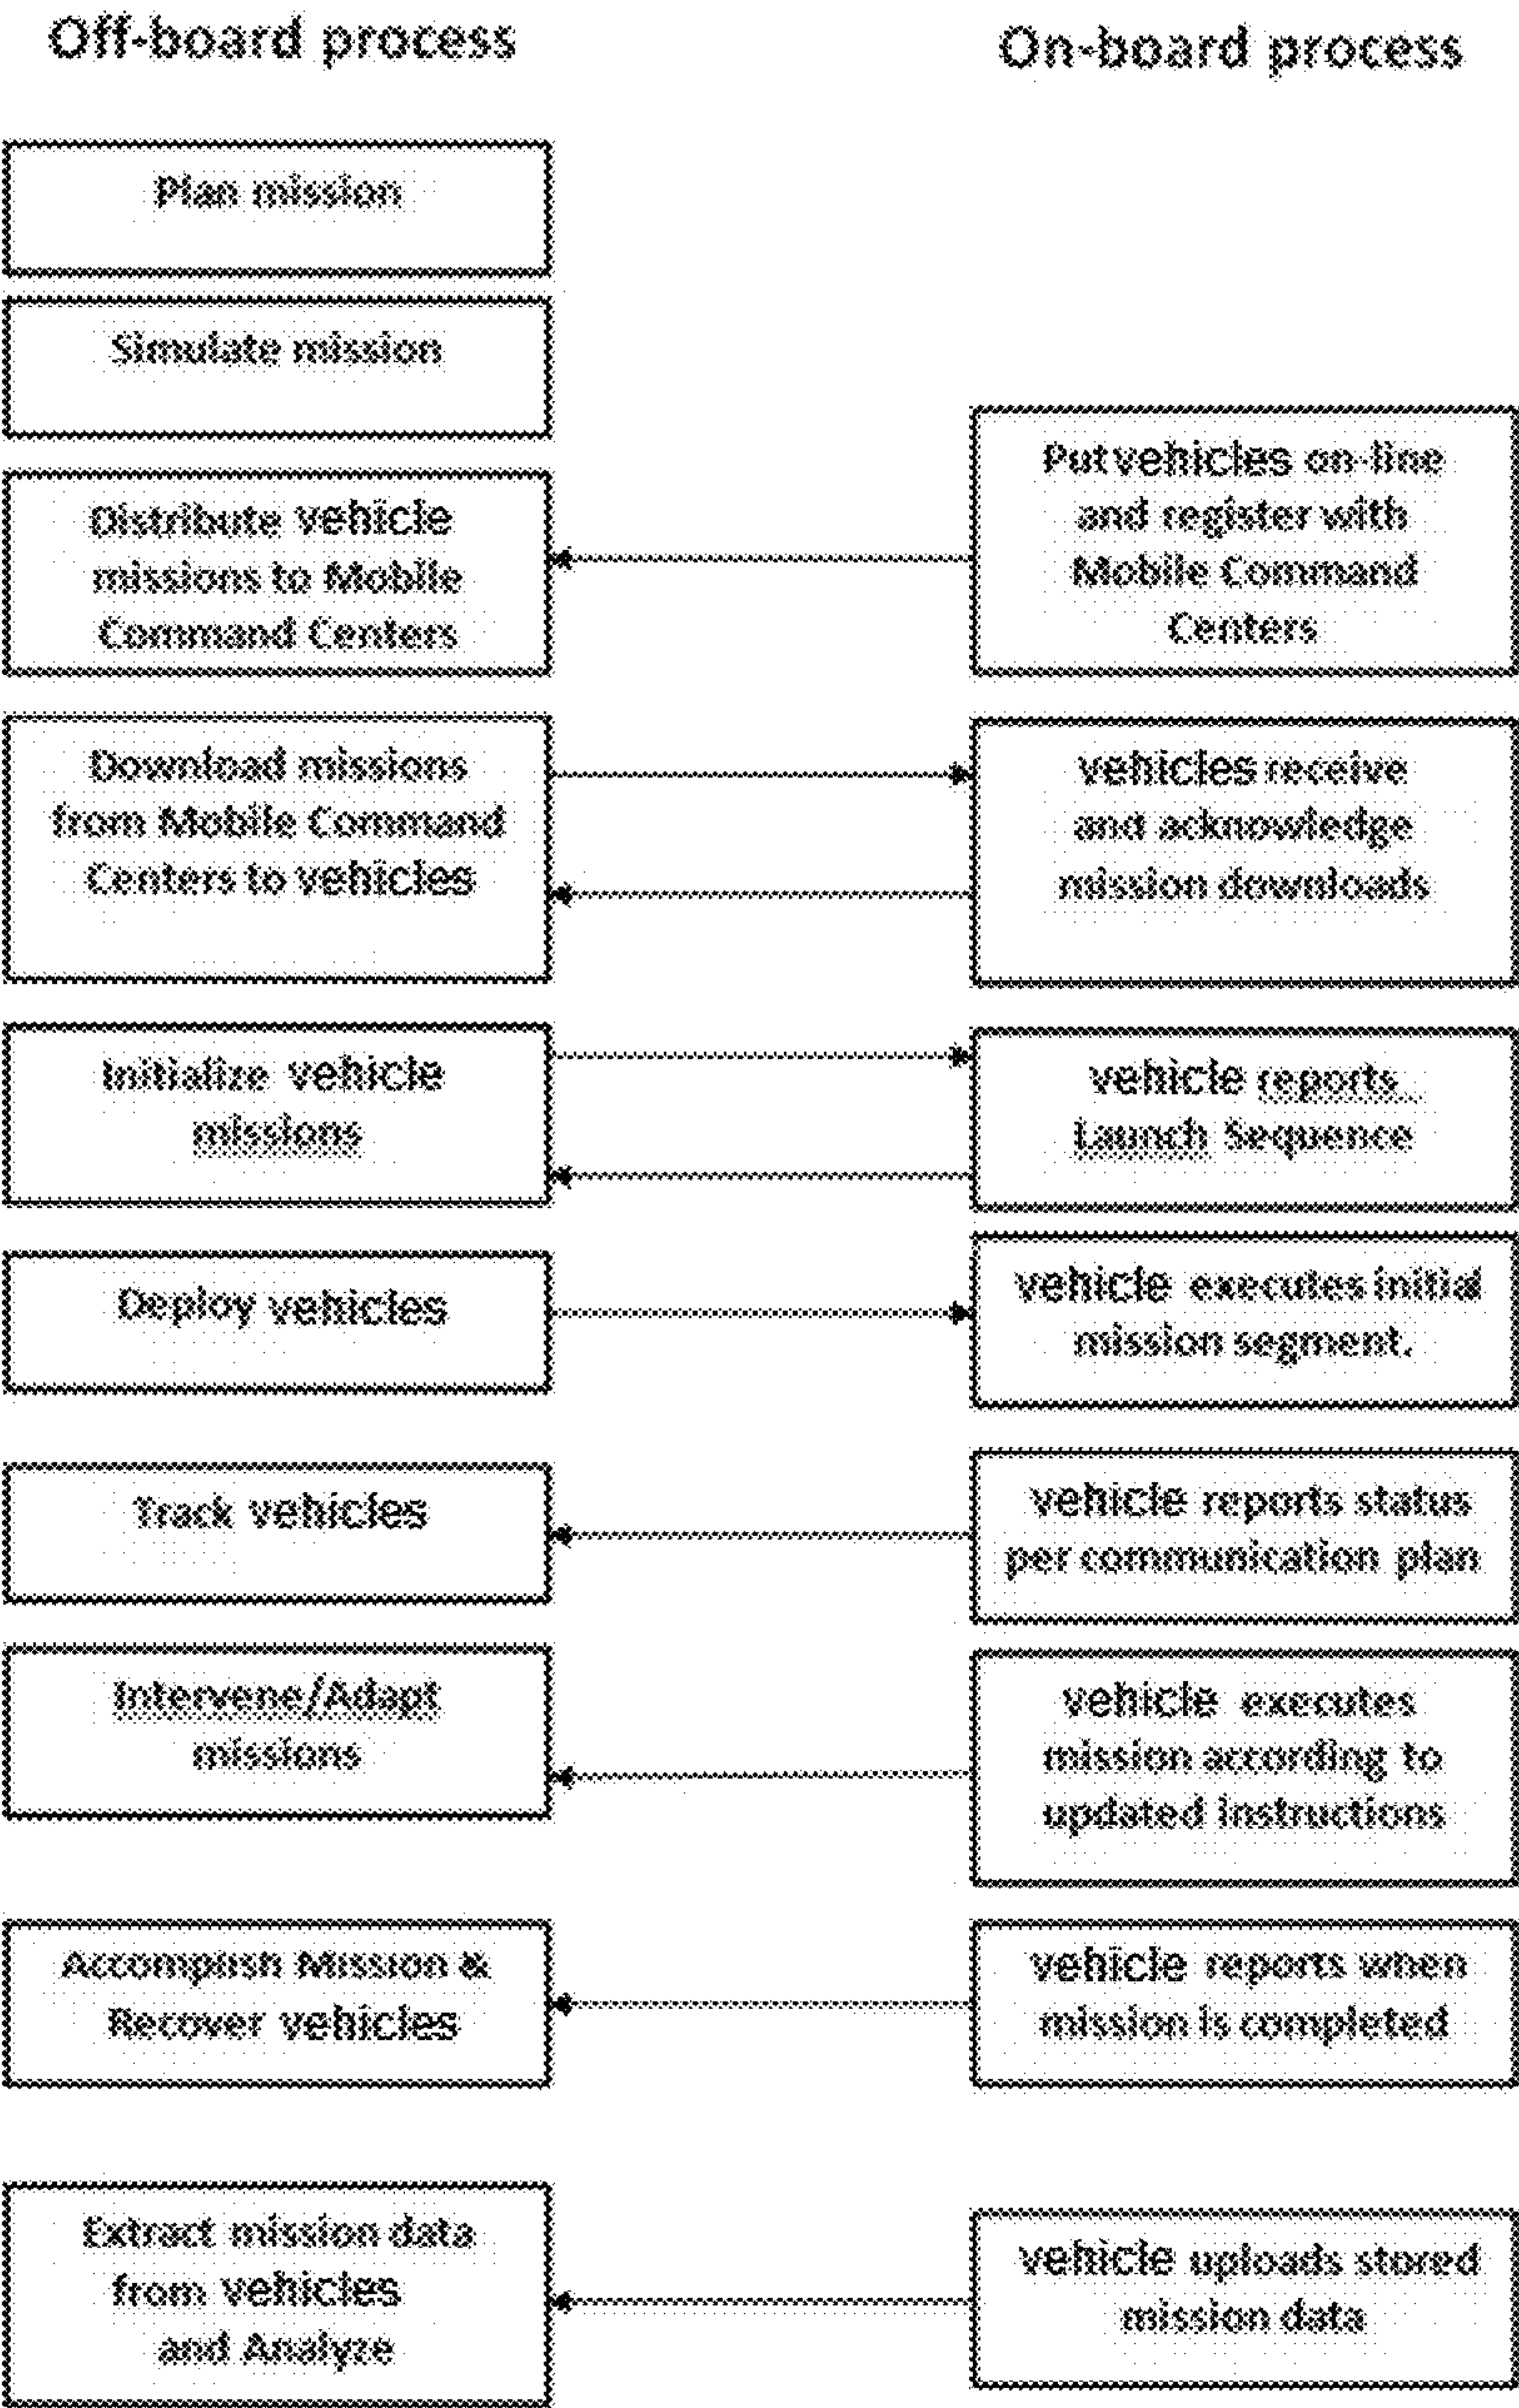 Off-board process
On-board process
Plan mission
Simulate mission
Distribute vehicle
missions to Mobile
Command Centers
Put vehicles on-line
and register with
Mobile Command
Centers
Download missions
from Mobile Command
Centers to vehicles
vehicles receive
and acknowledge
mission downloads
Initialize vehicle
missions
vehicle reports
Launch Sequence
Deploy vehicles
vehicle executes initial
mission segment.
Track vehicles
vehicle reports status
per communication plan
Intervene/Adapt
missions
vehicle executes
mission according to
updated instructions
Accomplish Mission &
Recover vehicles
vehicle reports when
mission is completed
Extract mission data
from vehicles
and Analyze
vehicle uploads stored
mission data